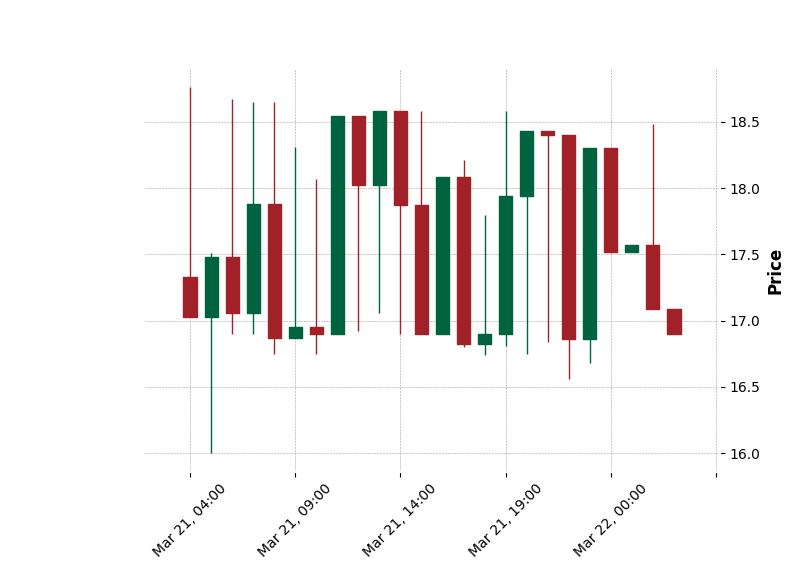 18.5
18.0
17.5
17.0
16.5
16.0
Price
Mar 21, 04:00
Mar 21, 09:00
Mar 21, 14:00
Mar 21, 19:00
Mar 22, 00:00